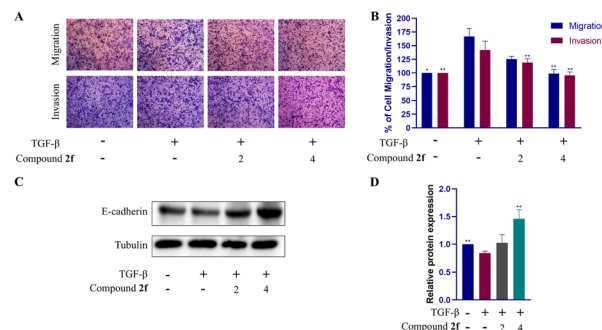 A
Migration
Invasion
TGF-β - + + +
Compound 2f 2 4
B
% of Cell Migration/Invasion
200
175
150
125
100
75
50
25
0
* ** ** ** **
Migration
Invasion
TGF-β - + + +
Compound 2f - - 2 4
C
E-cadherin
Tubulin
TGF-β - + + +
Compound 2f - - 2 4
D
Relative protein expression
2.0
1.5
1.0
0.5
0.0
** **
TGF-β - + + +
Compound 2f - - 2 4